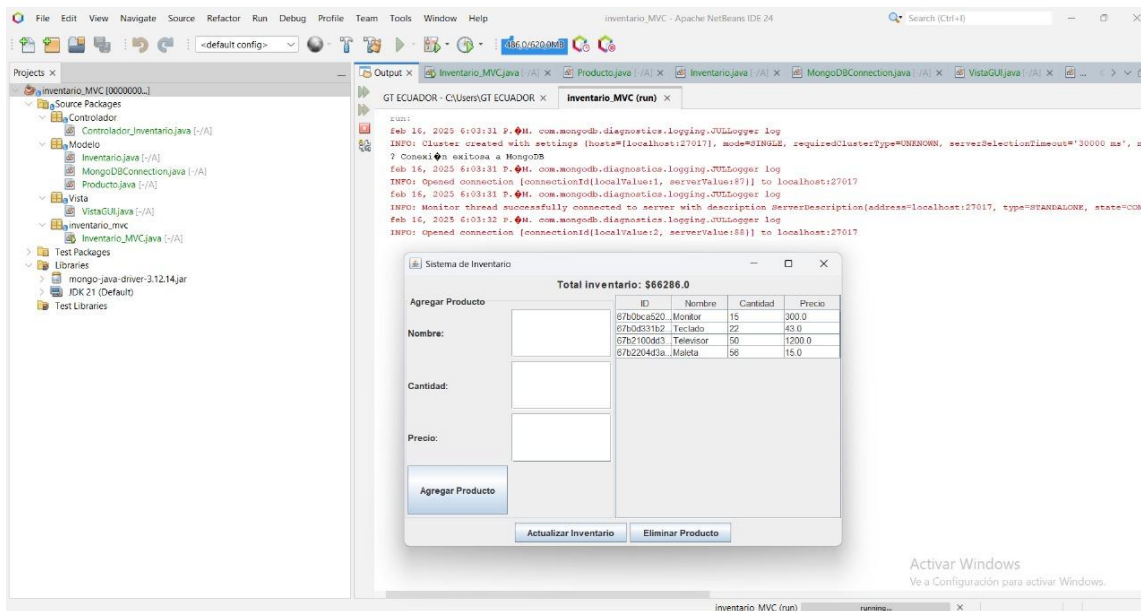 File Edit View Navigate Source Refactor Run Debug Profile Team Tools Window Help inventario_MVC - Apache NetBeans IDE 24 Search (Ctrl+I)
<default config> 486.0/620.0MB
Projects
Output Inventario_MVC.java [-/A] Producto.java [-/A] Inventario.java [-/A] MongoDBConnection.java [-/A] VistaGUI.java [-/A] ...
GT ECUADOR - C:\Users\GT ECUADOR inventario_MVC (run)
inventario_MVC [0000000...]
Source Packages
Controlador
Controlador_Inventario.java [-/A]
Modelo
Inventario.java [-/A]
MongoDBConnection.java [-/A]
Producto.java [-/A]
Vista
VistaGUI.java [-/A]
inventario_mvc
Inventario_MVC.java [-/A]
Test Packages
Libraries
mongo-java-driver-3.12.14.jar
JDK 21 (Default)
Test Libraries
run:
feb 16, 2025 6:03:31 P.�M. com.mongodb.diagnostics.logging.JULLogger log
INFO: Cluster created with settings {hosts=[localhost:27017], mode=SINGLE, requiredClusterType=UNKNOWN, serverSelectionTimeout='30000 ms',
? Conexi�n exitosa a MongoDB
feb 16, 2025 6:03:31 P.�M. com.mongodb.diagnostics.logging.JULLogger log
INFO: Opened connection [connectionId{localValue:1, serverValue:87}] to localhost:27017
feb 16, 2025 6:03:31 P.�M. com.mongodb.diagnostics.logging.JULLogger log
INFO: Monitor thread successfully connected to server with description ServerDescription{address=localhost:27017, type=STANDALONE, state=CON
feb 16, 2025 6:03:32 P.�M. com.mongodb.diagnostics.logging.JULLogger log
INFO: Opened connection [connectionId{localValue:2, serverValue:88}] to localhost:27017
Sistema de Inventario
Total inventario: $66286.0
Agregar Producto
Nombre:
Cantidad:
Precio:
Agregar Producto
ID Nombre Cantidad Precio
67b0bca520... Monitor 15 300.0
67b0d331b2... Teclado 22 43.0
67b2100dd3... Televisor 50 1200.0
67b2204d3a... Maleta 56 15.0
Actualizar Inventario Eliminar Producto
Activar Windows
Ve a Configuración para activar Windows.
inventario_MVC (run) running...